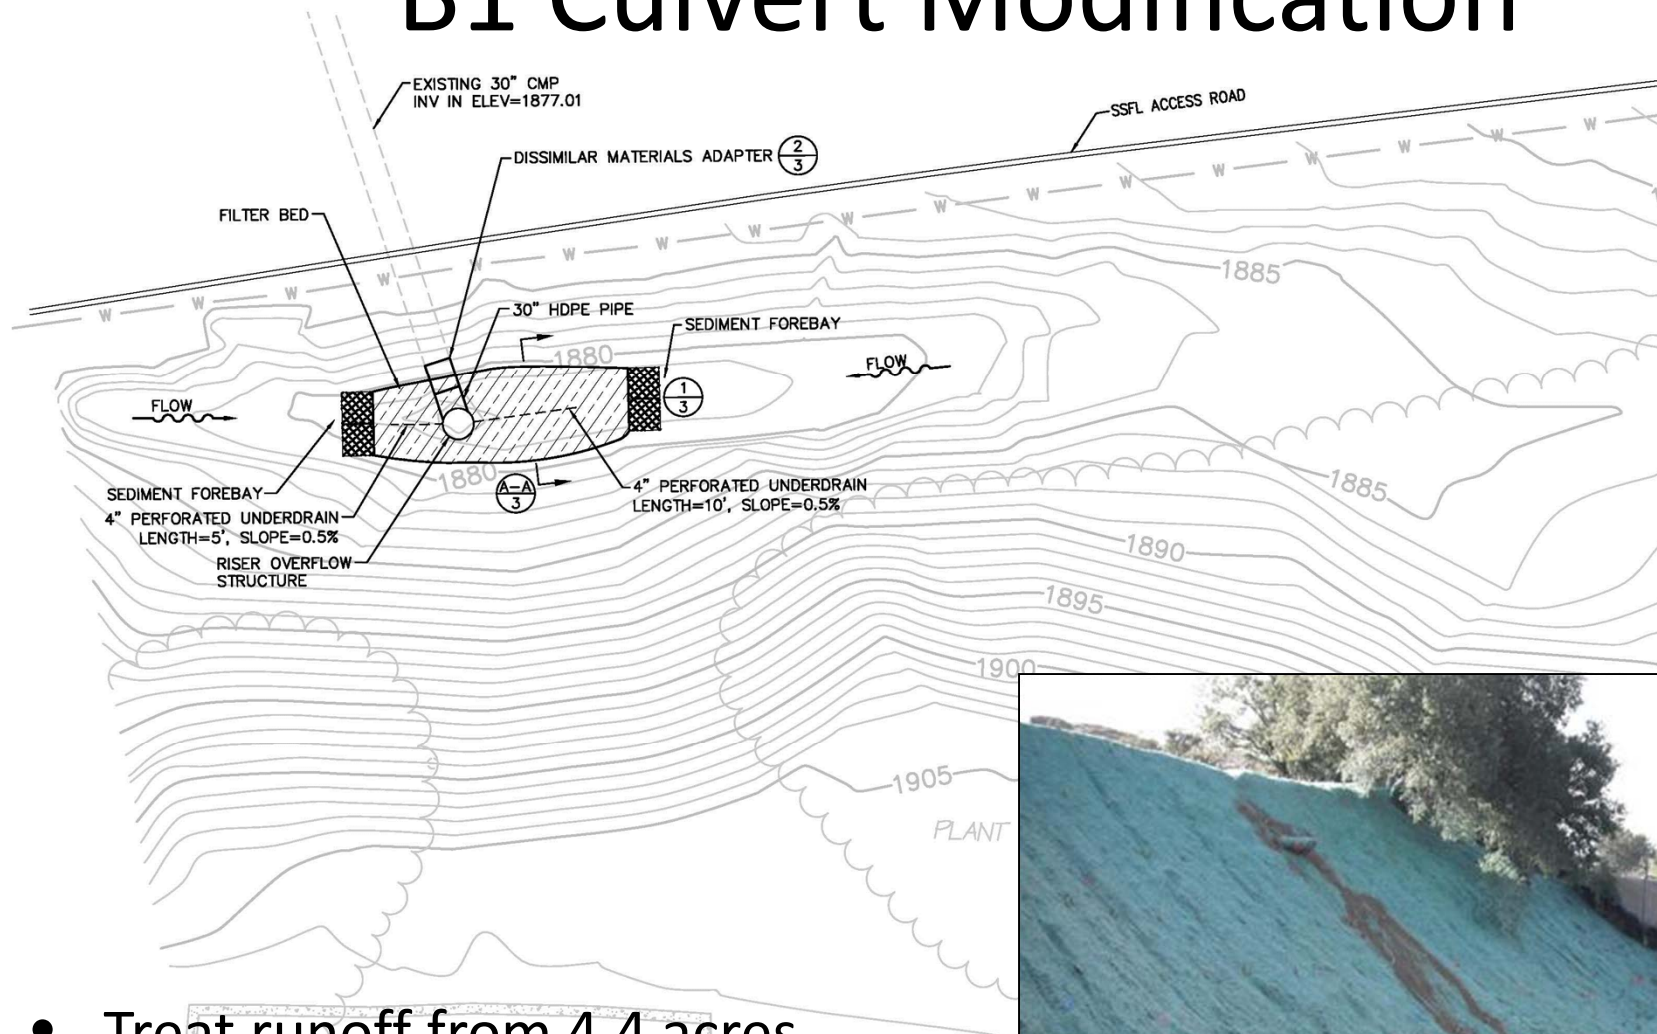 B1 Culvert Modification
EXISTING 30" CMP
INV IN ELEV=1877.01
SSFL ACCESS ROAD
DISSIMILAR MATERIALS ADAPTER
2
3
FILTER BED
W W W W W W W W W W W W W W W W W
1885
30" HDPE PIPE
SEDIMENT FOREBAY
1880
FLOW
1
3
FLOW
1880
A-A
3
4" PERFORATED UNDERDRAIN
LENGTH=10', SLOPE=0.5%
1885
SEDIMENT FOREBAY
4" PERFORATED UNDERDRAIN
LENGTH=5', SLOPE=0.5%
RISER OVERFLOW
STRUCTURE
1890
1895
1900
1905
PLANT
• Treat runoff from 4.4 acres